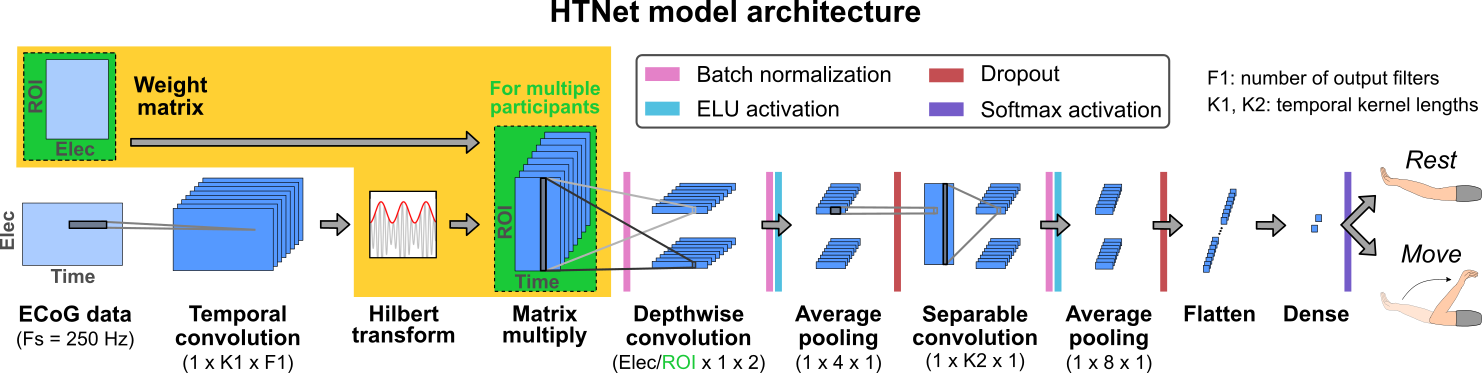 HTNet model architecture
ROI
Elec
Weight
matrix
For multiple
participants
Batch normalization
ELU activation
Dropout
Softmax activation
F1: number of output filters
K1, K2: temporal kernel lengths
Elec
Time
ROI
Time
Rest
Move
ECoG data
(Fs = 250 Hz)
Temporal
convolution
(1 x K1 x F1)
Hilbert
transform
Matrix
multiply
Depthwise
convolution
(Elec/ROI x 1 x 2)
Average
pooling
(1 x 4 x 1)
Separable
convolution
(1 x K2 x 1)
Average
pooling
(1 x 8 x 1)
Flatten
Dense